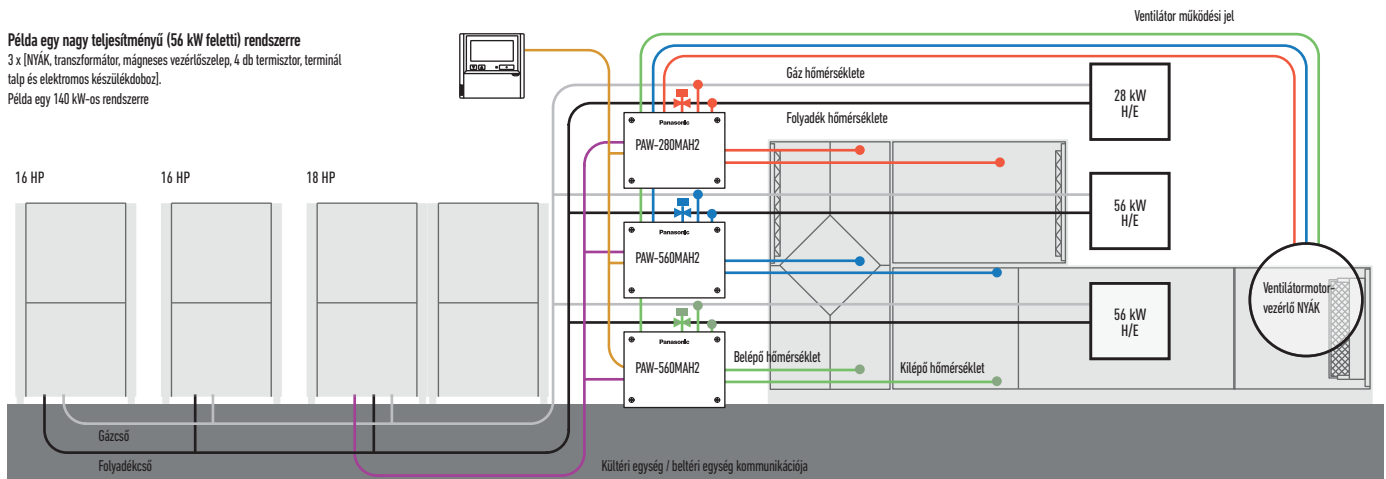 Példa egy nagy teljesítményű (56 kW feletti) rendszerre
3 x [NYÁK, transzformátor, mágneses vezérlőszelep, 4 db termisztor, terminál
talp és elektromos készülékdoboz].
Példa egy 140 kW-os rendszerre
Ventilátor működési jel
Gáz hőmérséklete
28 kW
H/E
Folyadék hőmérséklete
Panasonic
PAW-280MAH2
16 HP
16 HP
18 HP
56 kW
H/E
Panasonic
PAW-560MAH2
Ventilátormotor-
vezérlő NYÁK
56 kW
H/E
Panasonic
PAW-560MAH2
Belépő hőmérséklet
Kilépő hőmérséklet
Gázcső
Folyadékcső
Kültéri egység / beltéri egység kommunikációja